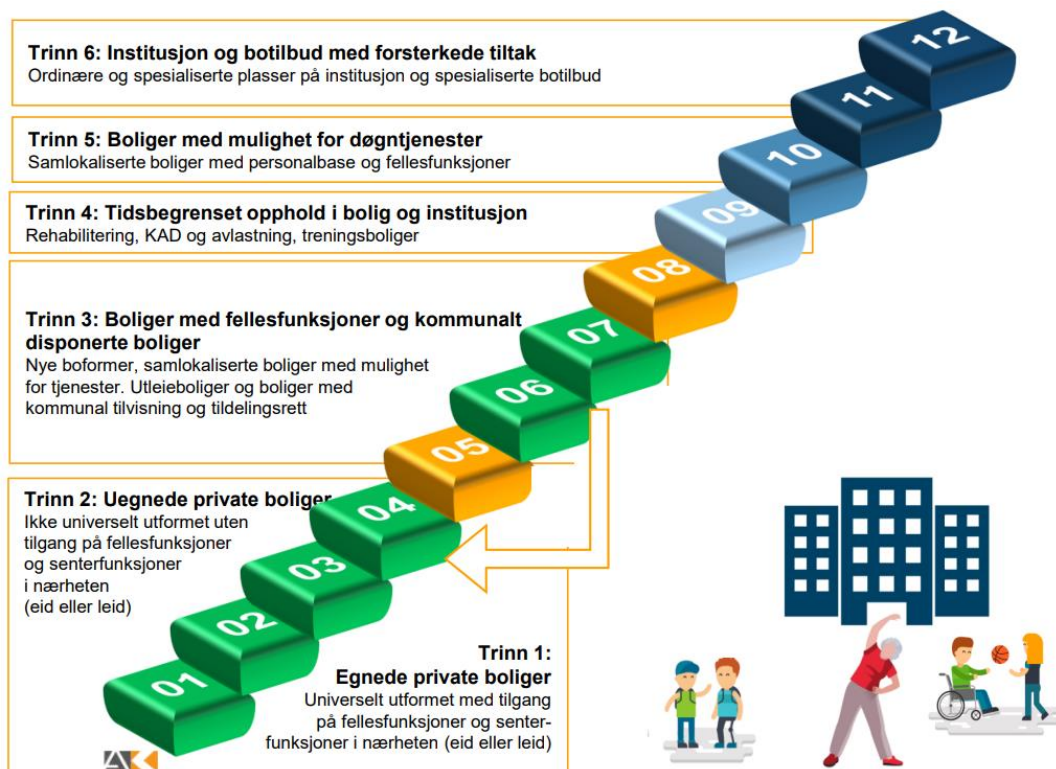 Trinn 6: Institusjon og botilbud med forsterkede tiltak
Ordinære og spesialiserte plasser på institusjon og spesialiserte botilbud
Trinn 5: Boliger med mulighet for døgntjenester
Samlokaliserte boliger med personalbase og fellesfunksjoner
Trinn 4: Tidsbegrenset opphold i bolig og institusjon
Rehabilitering, KAD og avlastning, treningsboliger
Trinn 3: Boliger med fellesfunksjoner og kommunalt
disponerte boliger
Nye boformer, samlokaliserte boliger med mulighet
for tjenester. Utleieboliger og boliger med
kommunal tilvisning og tildelingsrett
Trinn 2: Uegnede private boliger
Ikke universelt utformet uten
tilgang på fellesfunksjoner
og senterfunksjoner
i nærheten
(eid eller leid)
Trinn 1:
Egnede private boliger
Universelt utformet med tilgang
på fellesfunksjoner og senter-
funksjoner i nærheten (eid eller leid)
12
11
10
09
08
07
06
05
04
03
02
01